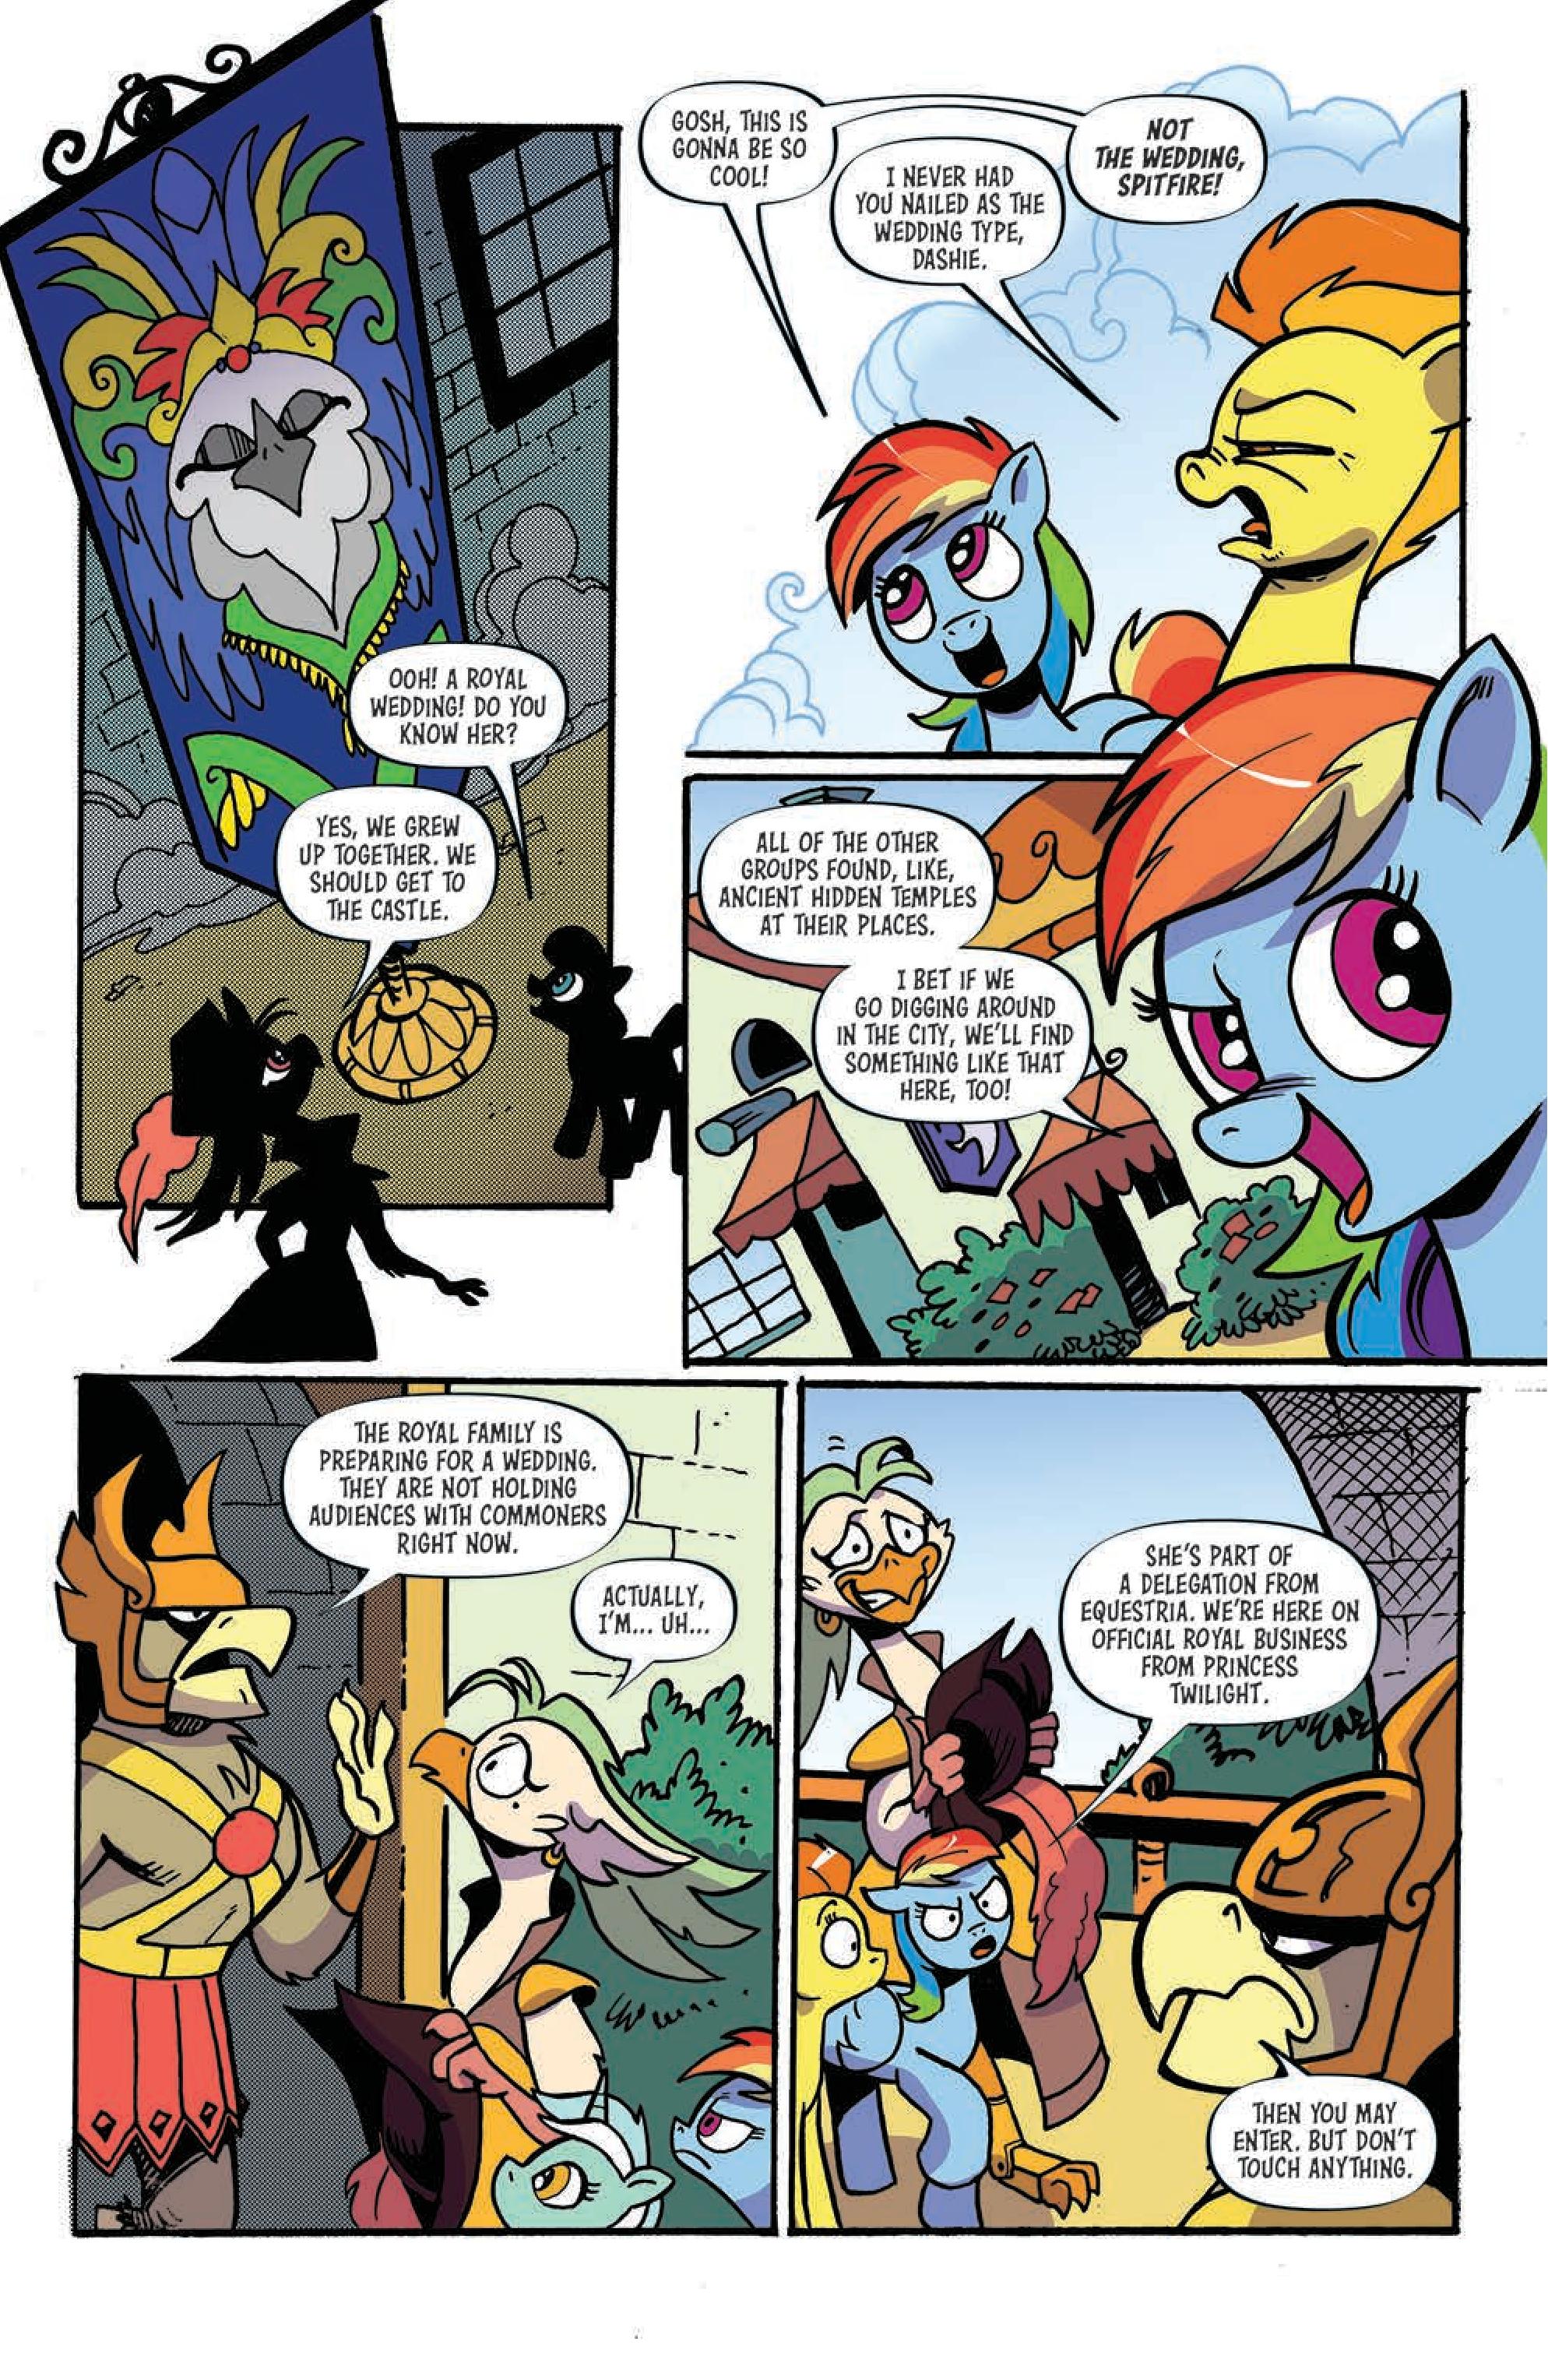 OOH! A ROYAL
WEDDING! DO YOU
KNOW HER?
YES, WE GREW
UP TOGETHER. WE
SHOULD GET TO
THE CASTLE.
GOSH, THIS IS
GONNA BE SO
COOL!
I NEVER HAD
YOU NAILED AS THE
WEDDING TYPE,
DASHIE.
NOT
THE WEDDING,
SPITFIRE!
ALL OF THE OTHER
GROUPS FOUND, LIKE,
ANCIENT HIDDEN TEMPLES
AT THEIR PLACES.
I BET IF WE
GO DIGGING AROUND
IN THE CITY, WE'LL FIND
SOMETHING LIKE THAT
HERE, TOO!
THE ROYAL FAMILY IS
PREPARING FOR A WEDDING.
THEY ARE NOT HOLDING
AUDIENCES WITH COMMONERS
RIGHT NOW.
ACTUALLY,
I'M... UH...
SHE'S PART OF
A DELEGATION FROM
EQUESTRIA. WE'RE HERE ON
OFFICIAL ROYAL BUSINESS
FROM PRINCESS
TWILIGHT.
THEN YOU MAY
ENTER. BUT DON'T
TOUCH ANYTHING.